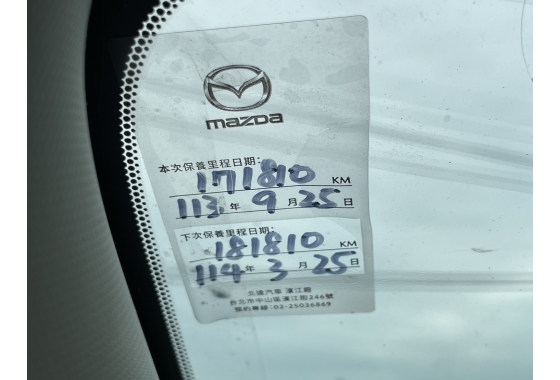 mazda
本次保養里程日期:
171810 KM
113 年 9 月 25 日
下次保養里程日期:
181810 KM
114 年 3 月 25 日
北達汽車 濱江廠
台北市中山區濱江街246號
預約專線:02-25036869